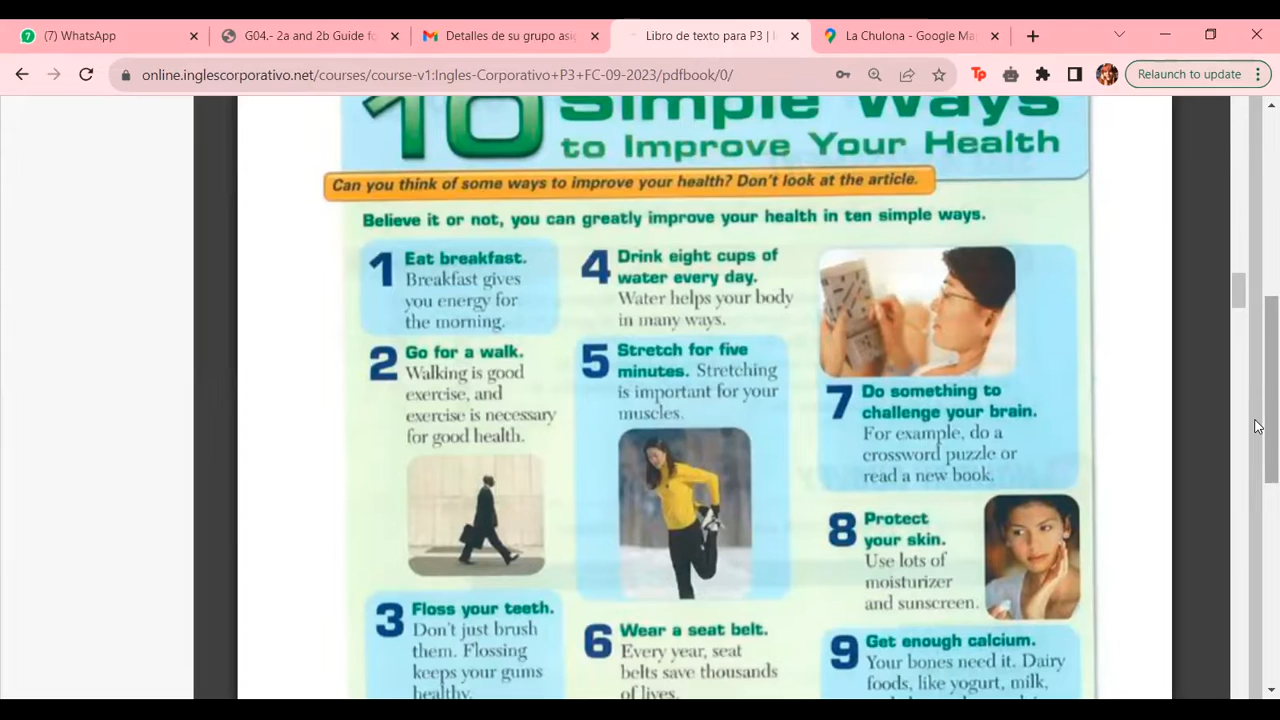 (7) WhatsApp
G04.- 2a and 2b Guide fo
Detalles de su grupo asig
Libro de texto para P3 |
La Chulona - Google Ma
online.inglescorporativo.net/courses/course-v1:Ingles-Corporativo+P3+FC-09-2023/pdfbook/0/
Relaunch to update
10 Simple Ways
to Improve Your Health
Can you think of some ways to improve your health? Don't look at the article.
Believe it or not, you can greatly improve your health in ten simple ways.
1 Eat breakfast.
Breakfast gives
you energy for
the morning.
2 Go for a walk.
Walking is good
exercise, and
exercise is necessary
for good health.
3 Floss your teeth.
Don't just brush
them. Flossing
keeps your gums
healthy.
4 Drink eight cups of
water every day.
Water helps your body
in many ways.
5 Stretch for five
minutes. Stretching
is important for your
muscles.
6 Wear a seat belt.
Every year, seat
belts save thousands
of lives.
7 Do something to
challenge your brain.
For example, do a
crossword puzzle or
read a new book.
8 Protect
your skin.
Use lots of
moisturizer
and sunscreen.
9 Get enough calcium.
Your bones need it. Dairy
foods, like yogurt, milk,